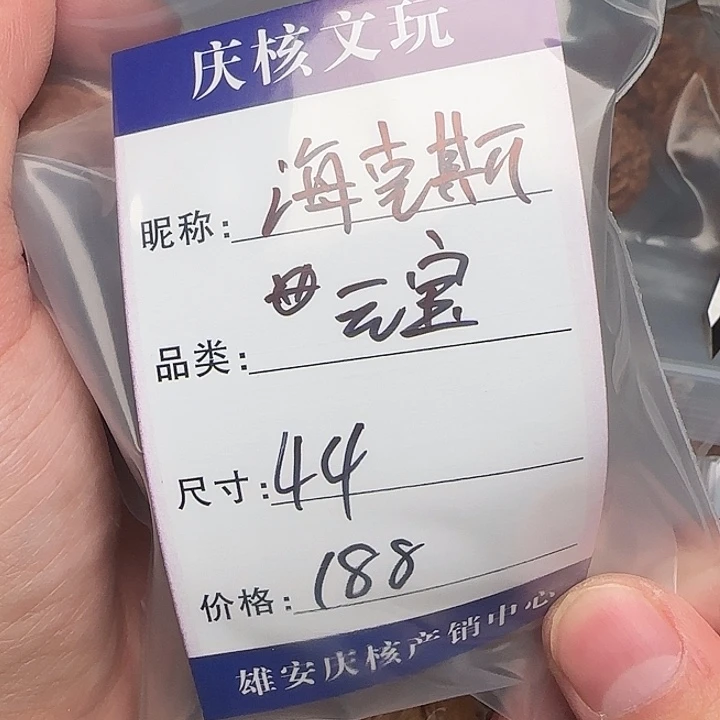 庆核文玩
昵称：海克斯
品类：母元宝
尺寸：44
价格：188
雄安庆核产销中心